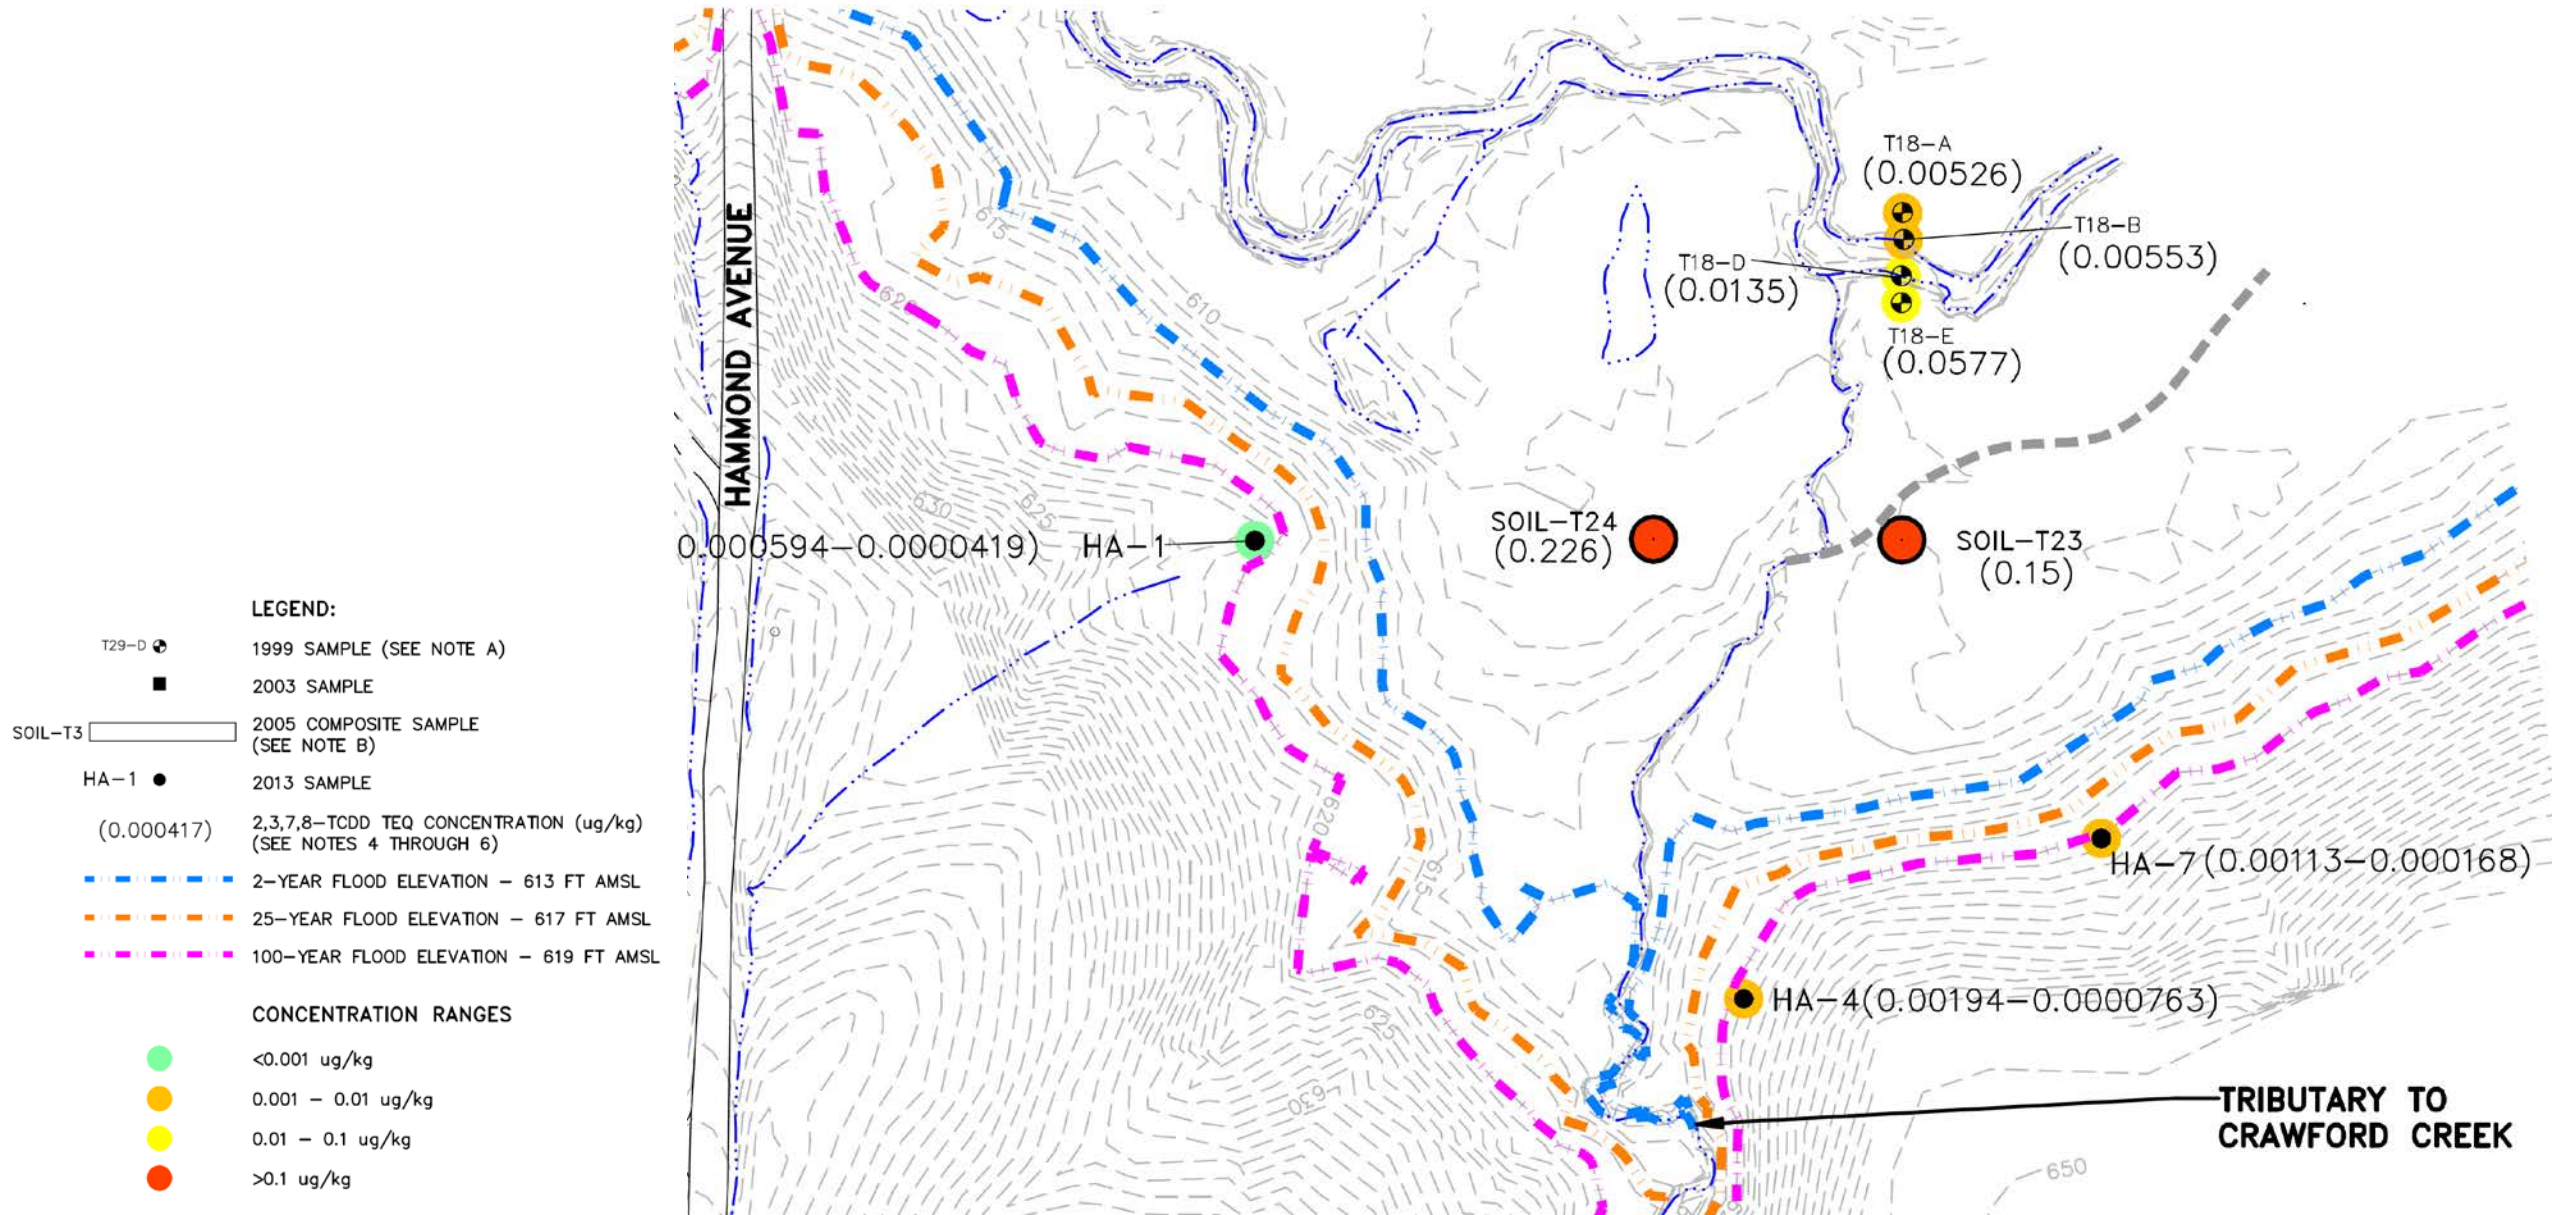 HAMMOND AVENUE
T18-A
(0.00526)
T18-B
(0.00553)
T18-D
(0.0135)
T18-E
(0.0577)
615
620
610
630
625
0.000594-0.0000419) HA-1
SOIL-T24
(0.226)
SOIL-T23
(0.15)
620
615
625
630
650
HA-7(0.00113-0.000168)
HA-4(0.00194-0.0000763)
TRIBUTARY TO
CRAWFORD CREEK
LEGEND:
T29-D 1999 SAMPLE (SEE NOTE A)
2003 SAMPLE
SOIL-T3 2005 COMPOSITE SAMPLE
(SEE NOTE B)
HA-1 2013 SAMPLE
(0.000417) 2,3,7,8-TCDD TEQ CONCENTRATION (ug/kg)
(SEE NOTES 4 THROUGH 6)
2-YEAR FLOOD ELEVATION - 613 FT AMSL
25-YEAR FLOOD ELEVATION - 617 FT AMSL
100-YEAR FLOOD ELEVATION - 619 FT AMSL
CONCENTRATION RANGES
<0.001 ug/kg
0.001 - 0.01 ug/kg
0.01 - 0.1 ug/kg
>0.1 ug/kg